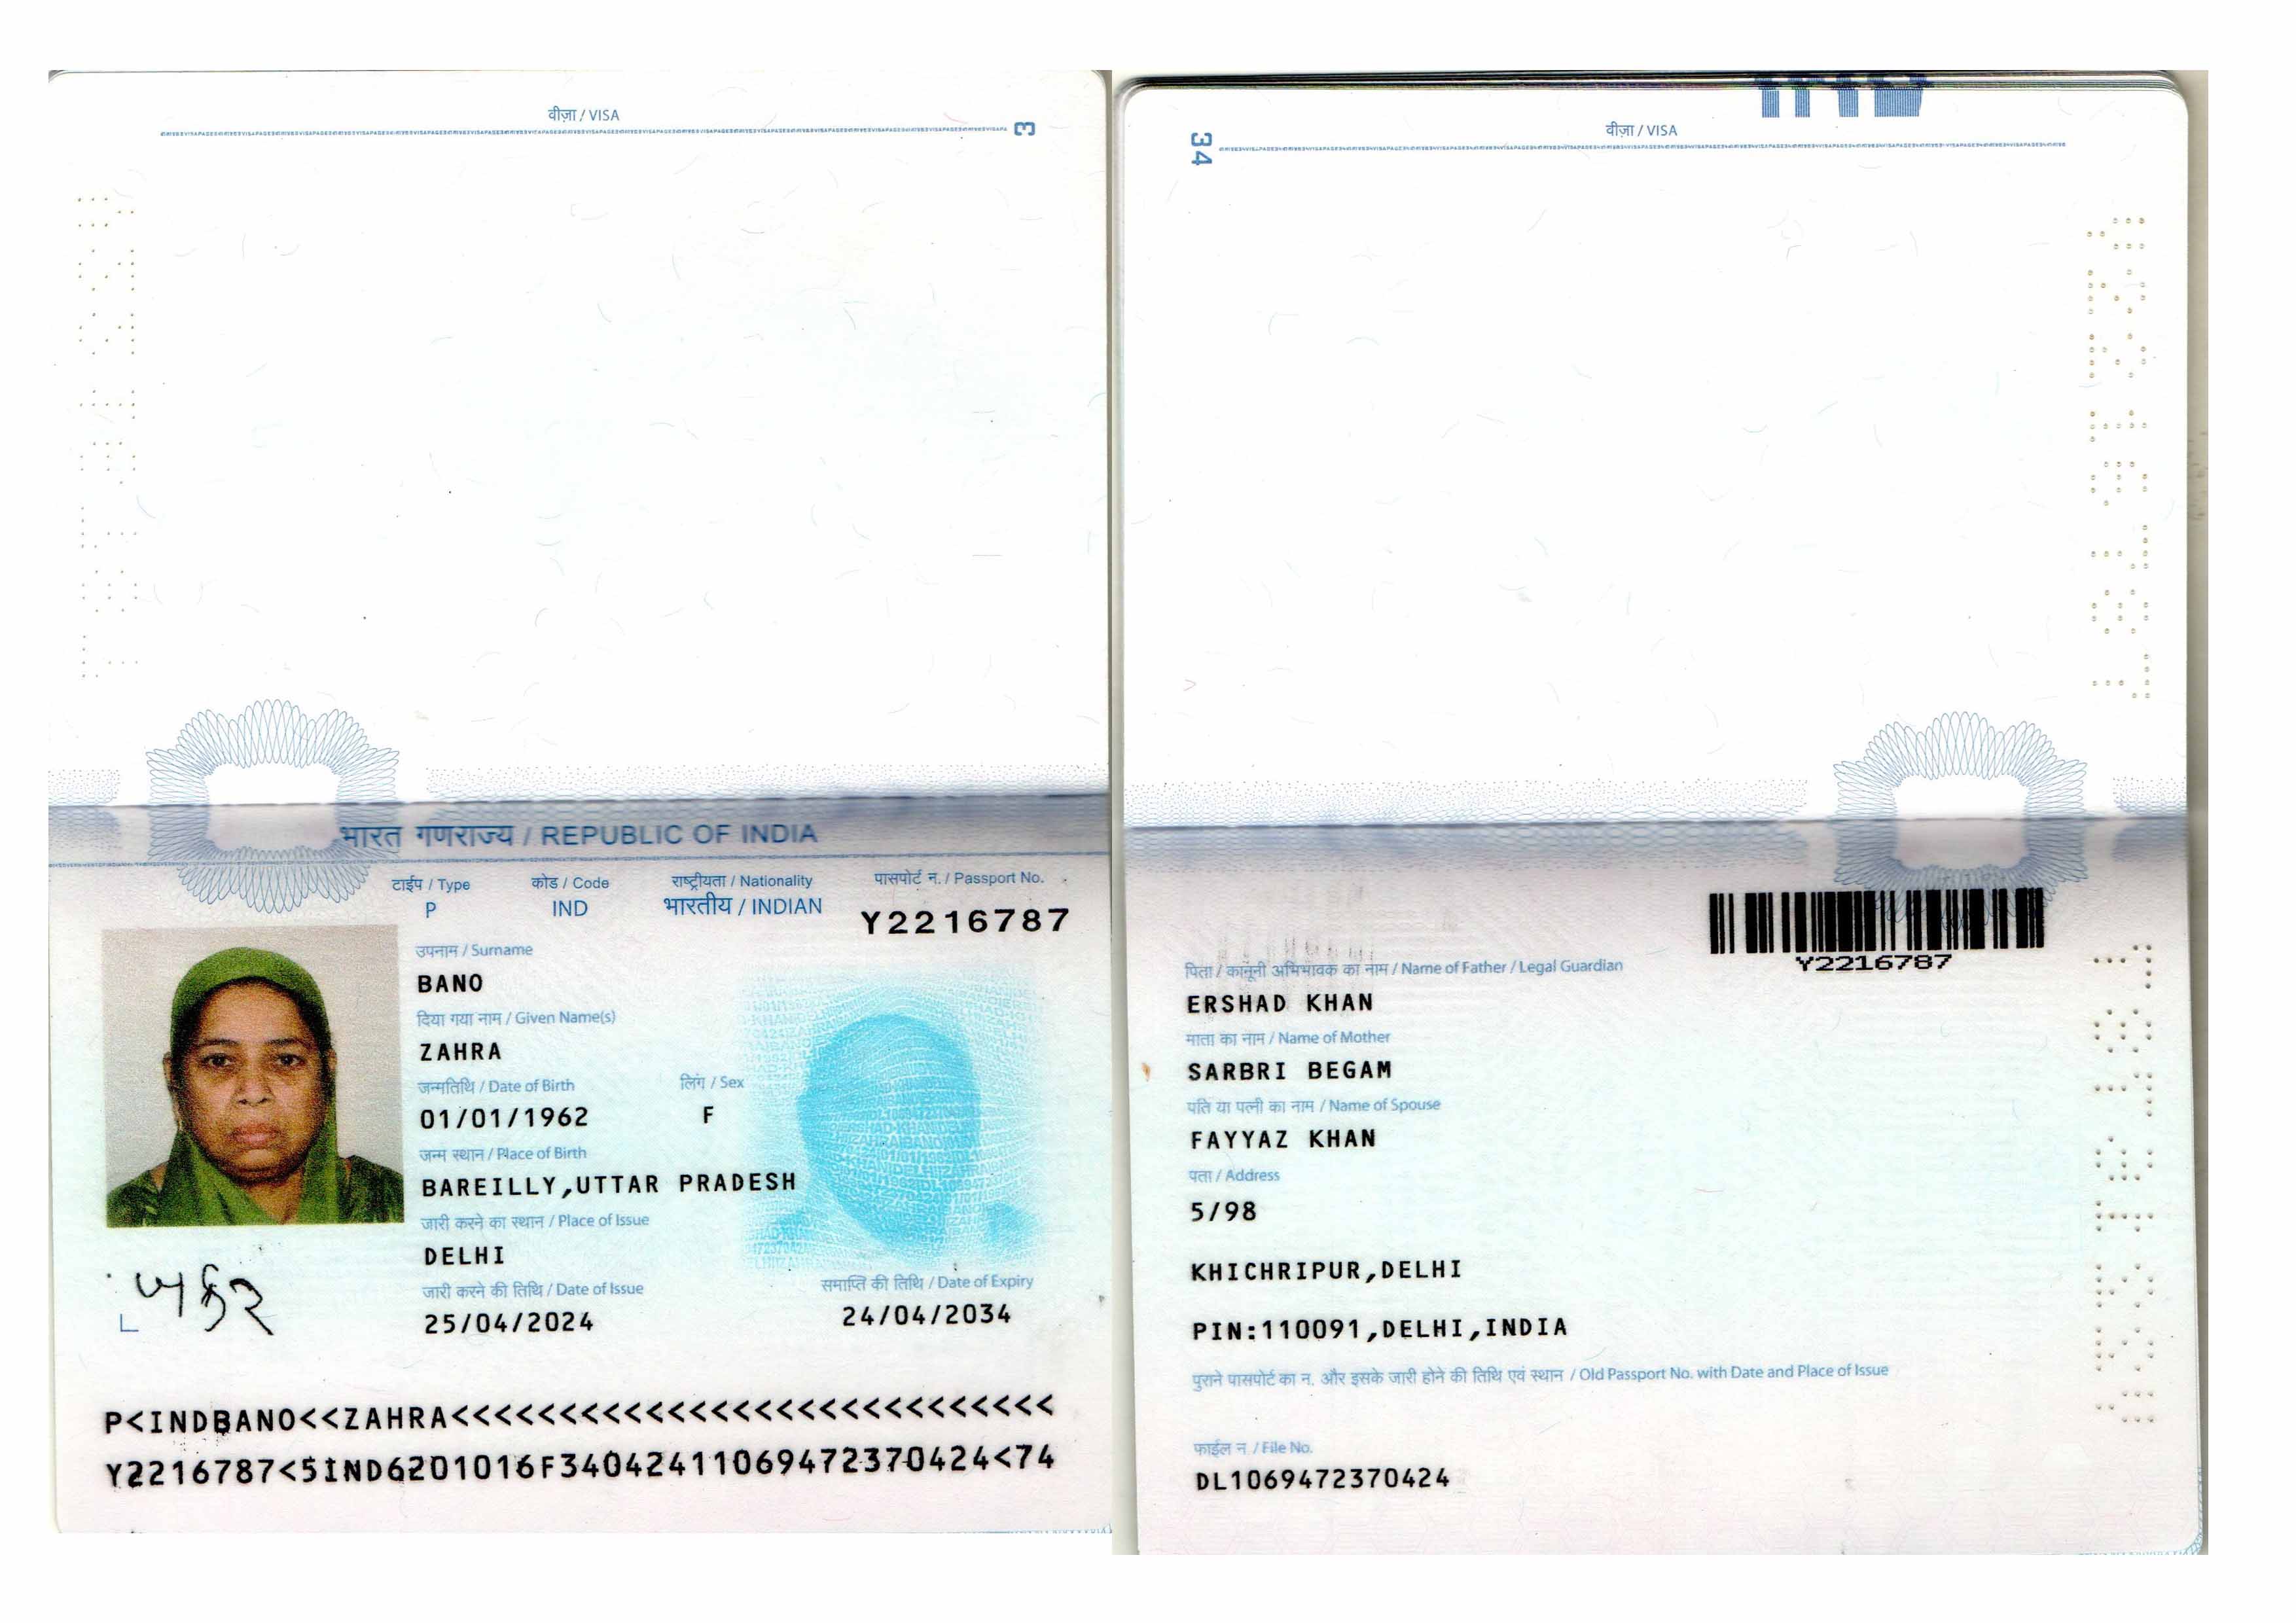 वीज़ा / VISA
3
भारत गणराज्य / REPUBLIC OF INDIA
टाईप / Type
कोड / Code
राष्ट्रीयता / Nationality
पासपोर्ट न. / Passport No.
P
IND
भारतीय / INDIAN
Y2216787
उपनाम / Surname
BANO
दिया गया नाम / Given Name(s)
ZAHRA
जन्मतिथि / Date of Birth
लिंग / Sex
01/01/1962
F
जन्म स्थान / Place of Birth
BAREILLY,UTTAR PRADESH
जारी करने का स्थान / Place of Issue
DELHI
जारी करने की तिथि / Date of Issue
समाप्ति की तिथि / Date of Expiry
25/04/2024
24/04/2034
P<INDBANO<<ZAHRA<<<<<<<<<<<<<<<<<<<<<<<<<<<<
Y2216787<5IND6201016F34042411069472370424<74
34
वीज़ा / VISA
Y2216787
पिता / कानूनी अभिभावक का नाम / Name of Father / Legal Guardian
ERSHAD KHAN
माता का नाम / Name of Mother
SARBRI BEGAM
पति या पत्नी का नाम / Name of Spouse
FAYYAZ KHAN
पता / Address
5/98
KHICHRIPUR,DELHI
PIN:110091,DELHI,INDIA
पुराने पासपोर्ट का न. और इसके जारी होने की तिथि एवं स्थान / Old Passport No. with Date and Place of Issue
फाईल न. / File No.
DL1069472370424